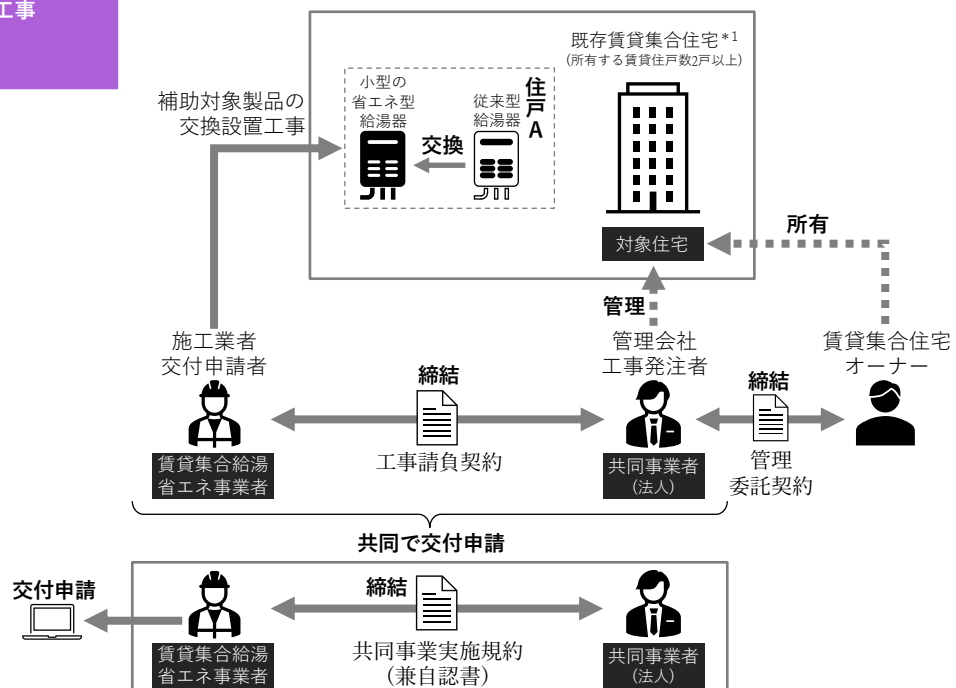 工事
既存賃貸集合住宅*1
(所有する賃貸住戸数2戸以上)
小型の
省エネ型
給湯器
従来型
給湯器
住戸A
交換
補助対象製品の
交換設置工事
対象住宅
所有
管理
施工業者
交付申請者
管理会社
工事発注者
賃貸集合住宅
オーナー
締結
締結
賃貸集合給湯
省エネ事業者
工事請負契約
共同事業者
(法人)
管理
委託契約
共同で交付申請
交付申請
締結
賃貸集合給湯
省エネ事業者
共同事業実施規約
(兼自認書)
共同事業者
(法人)